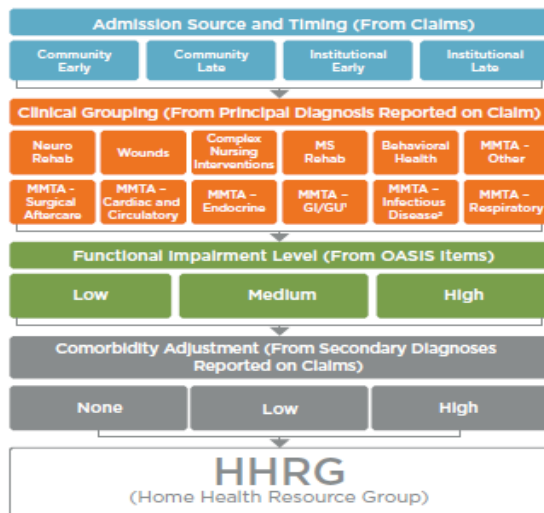 Admission Source and Timing (From Claims)
Community Early
Community Late
Institutional Early
Institutional Late
Clinical Grouping (From Principal Diagnosis Reported on Claim)
Neuro Rehab
Wounds
Complex Nursing Interventions
MS Rehab
Behavioral Health
MMTA - Other
MMTA - Surgical Aftercare
MMTA – Cardiac and Circulatory
MMTA – Endocrine
MMTA – GI/GU¹
MMTA – Infectious Disease²
MMTA – Respiratory
Functional Impairment Level (From OASIS Items)
Low
Medium
High
Comorbidity Adjustment (From Secondary Diagnoses
Reported on Claims)
None
Low
High
HHRG
(Home Health Resource Group)